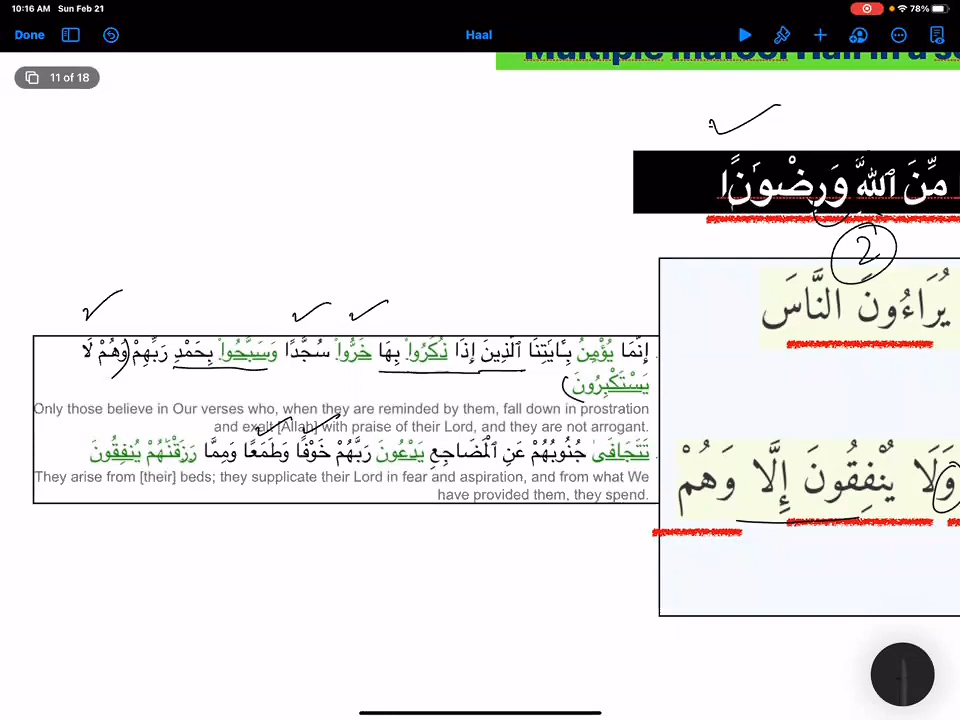 10:16 AM Sun Feb 21
78%
Done
Haal
11 of 18
مِّنَ ٱللَّهِ وَرِضْوَٰنًا
2
يُرَاءُونَ النَّاسَ
إِنَّمَا يُؤْمِنُ بِـَٔايَٰتِنَا ٱلَّذِينَ إِذَا ذُكِّرُوا۟ بِهَا خَرُّوا۟ سُجَّدًا وَسَبَّحُوا۟ بِحَمْدِ رَبِّهِمْ وَهُمْ لَا
يَسْتَكْبِرُونَ
Only those believe in Our verses who, when they are reminded by them, fall down in prostration
and exalt [Allah] with praise of their Lord, and they are not arrogant.
تَتَجَافَىٰ جُنُوبُهُمْ عَنِ ٱلْمَضَاجِعِ يَدْعُونَ رَبَّهُمْ خَوْفًا وَطَمَعًا وَمِمَّا رَزَقْنَٰهُمْ يُنفِقُونَ
They arise from [their] beds; they supplicate their Lord in fear and aspiration, and from what We
have provided them, they spend.
وَلَا يُنْفِقُونَ إِلَّا وَهُمْ